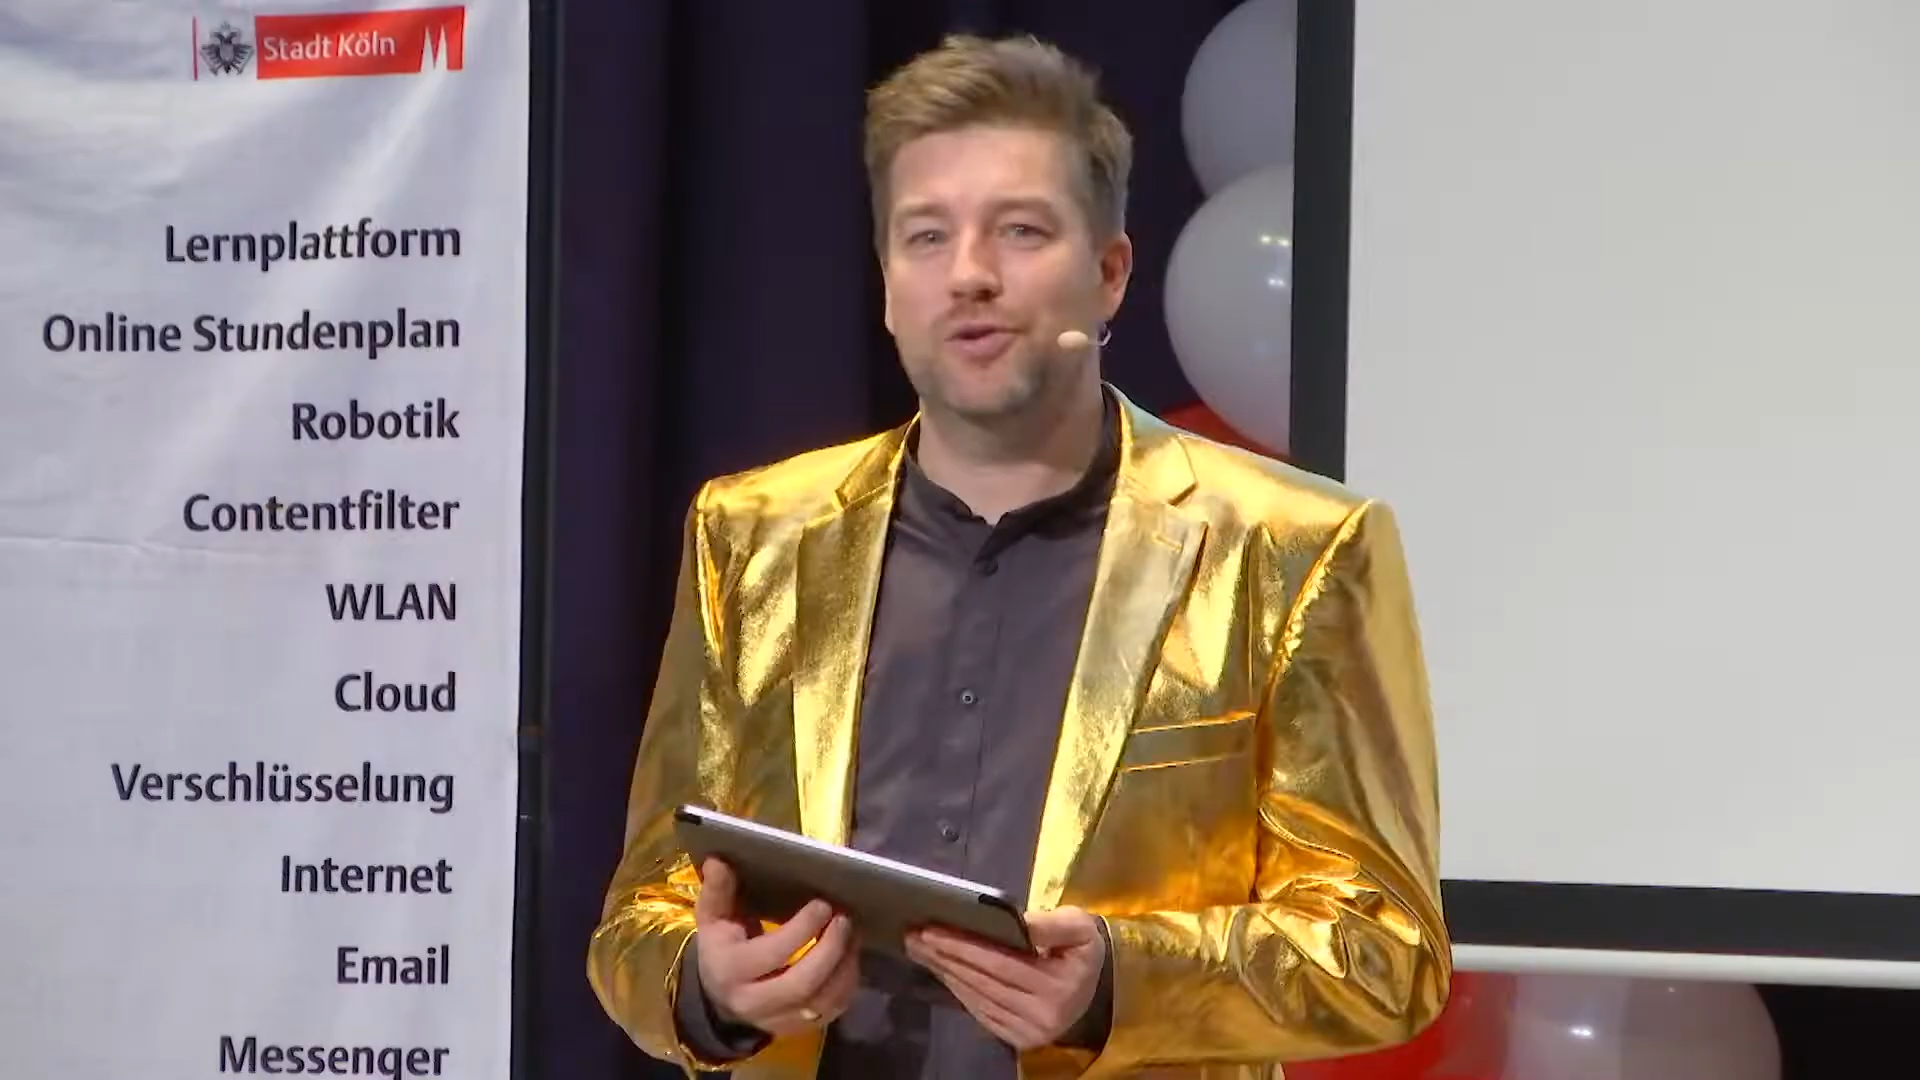 Stadt Köln
Lernplattform
Online Stundenplan
Robotik
Contentfilter
WLAN
Cloud
Verschlüsselung
Internet
Email
Messenger